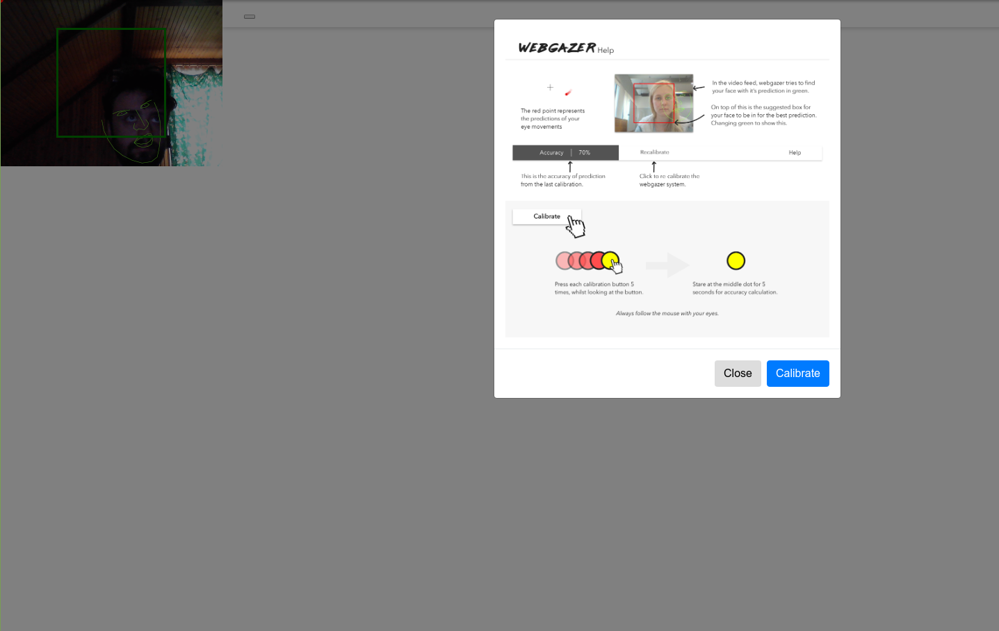 WEBGAZER Help
The red point represents
the predictions of your
eye movements
In the video feed, webgazer tries to find
your face with it's prediction in green.
On top of this is the suggested box for
your face to be in for the best prediction.
Changing green to show this.
Accuracy | 70% Recalibrate Help
This is the accuracy of prediction
from the last calibration.
Click to re calibrate the
webgazer system.
Calibrate
Press each calibration button 5
times, whilst looking at the button.
Stare at the middle dot for 5
seconds for accuracy calculation.
Always follow the mouse with your eyes.
Close Calibrate